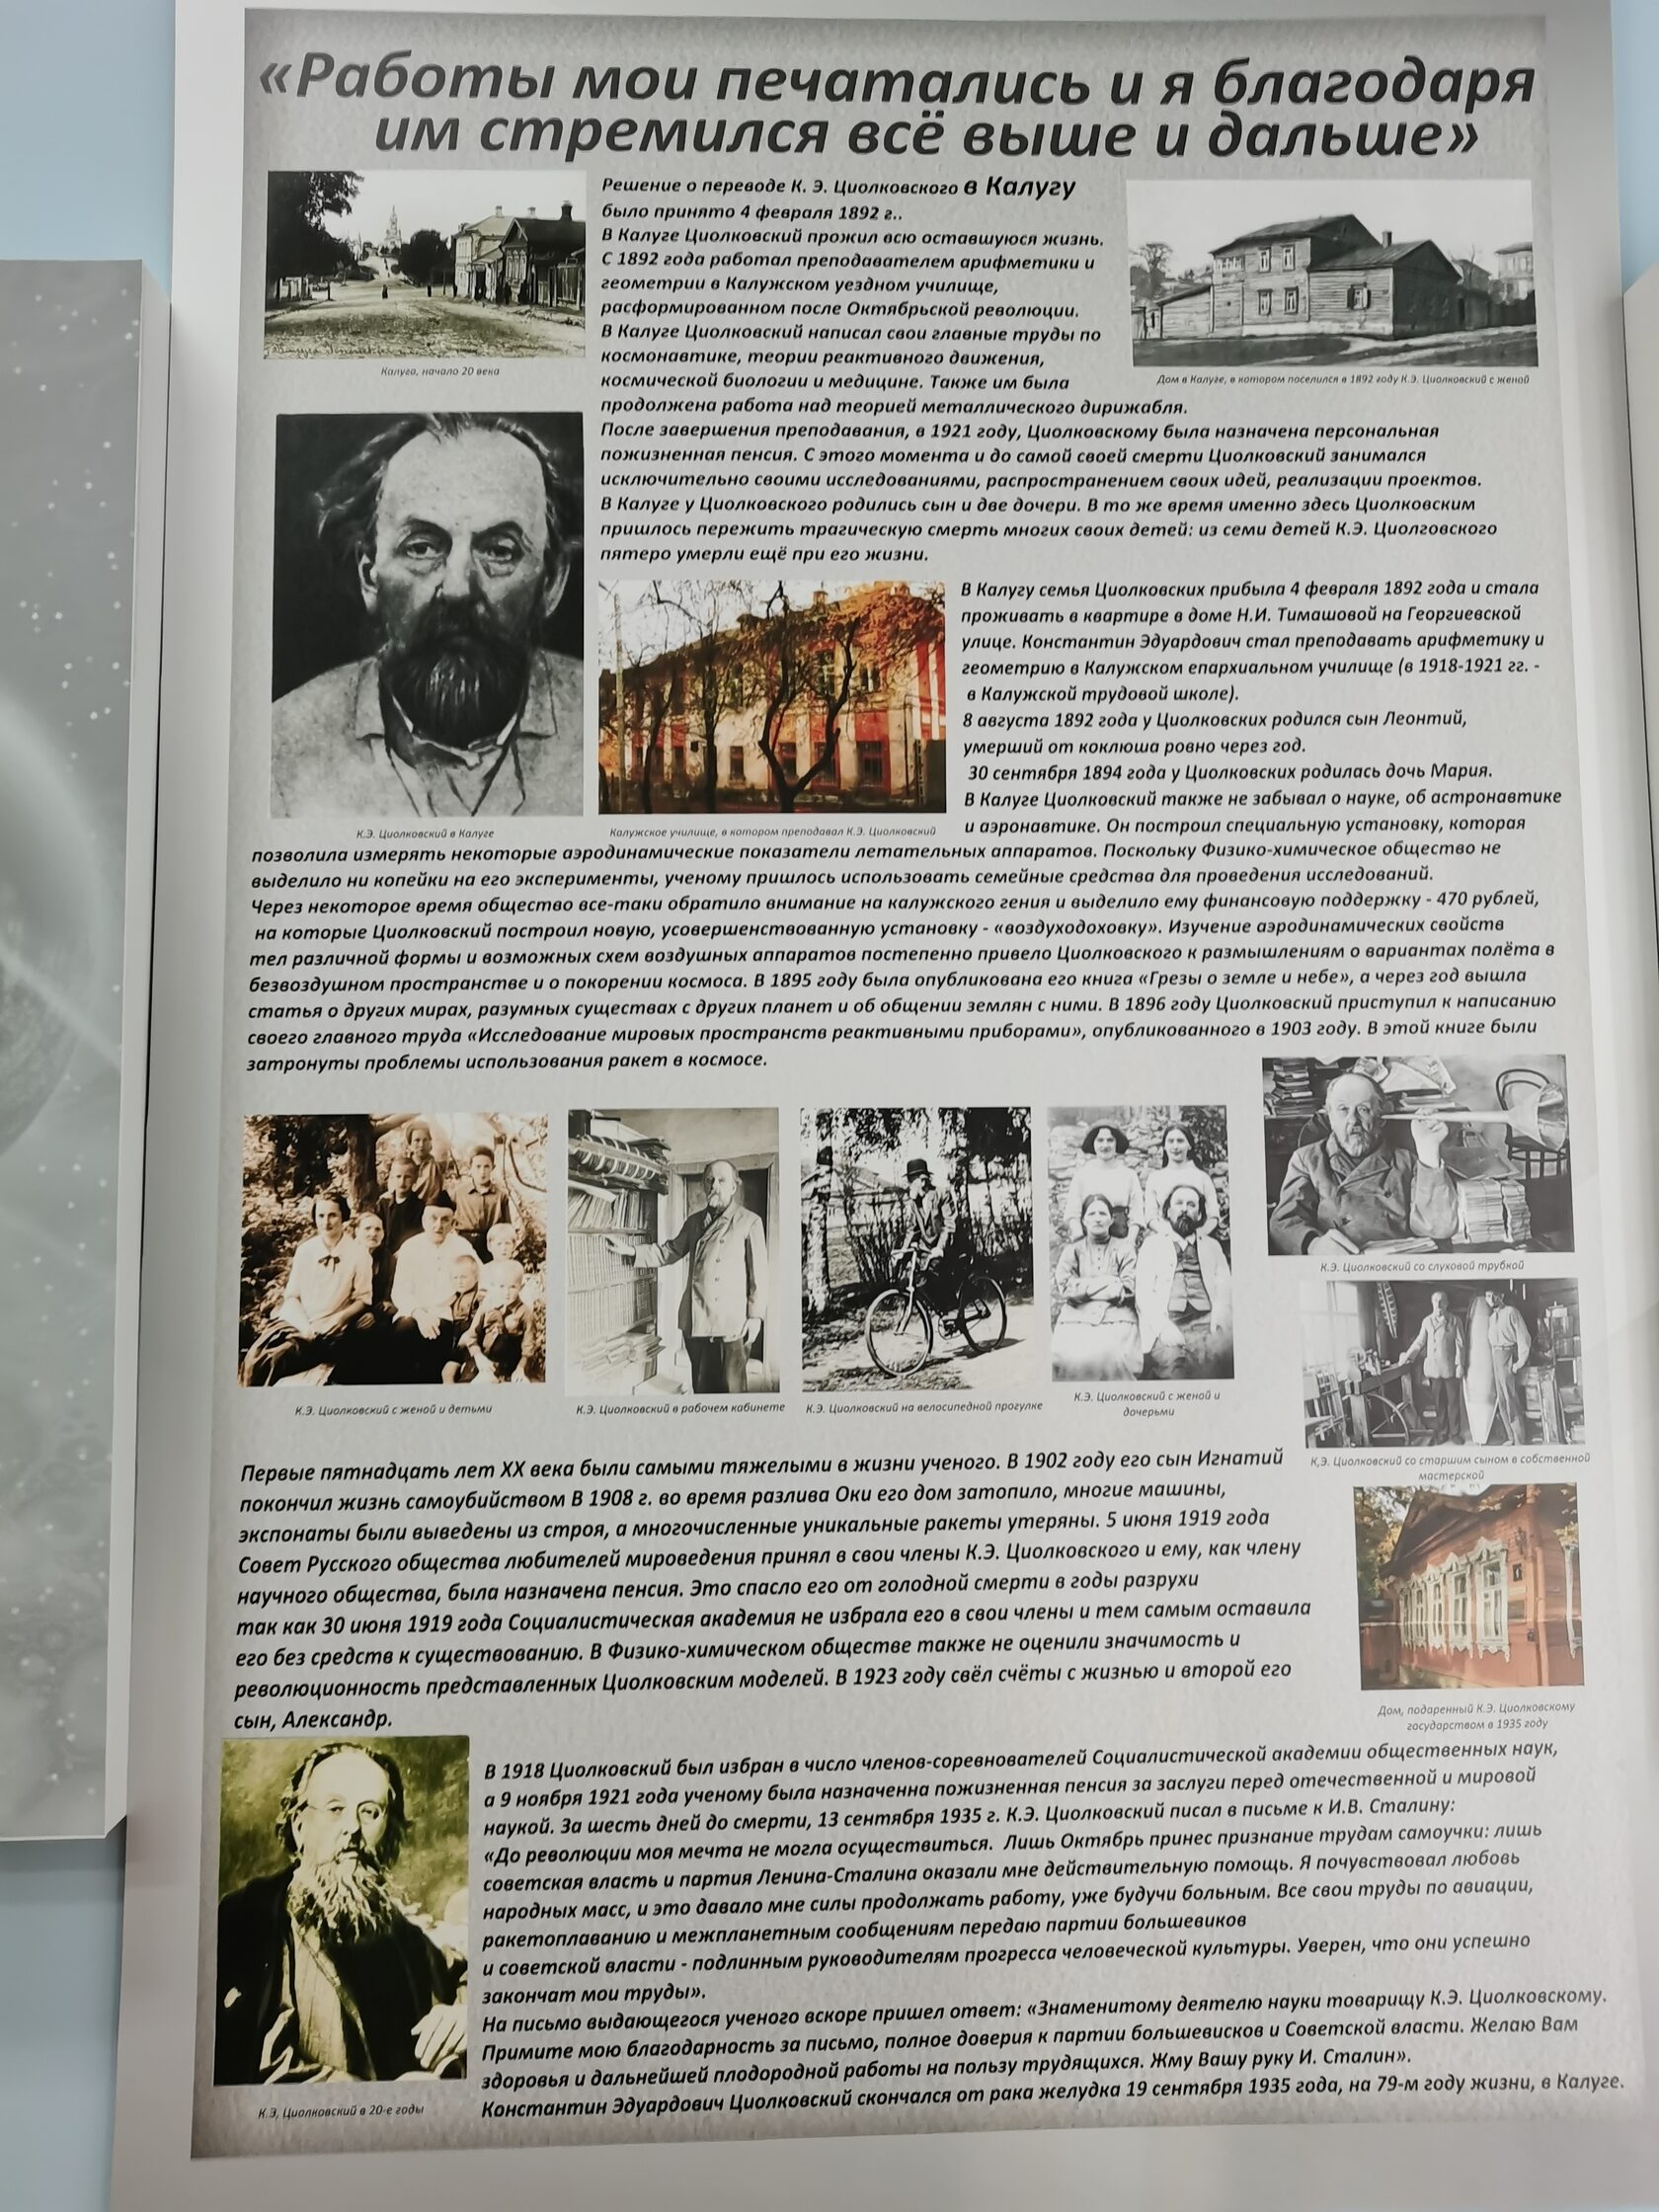 «Работы мои печатались и я благодаря
им стремился всё выше и дальше»
Решение о переводе К. Э. Циолковского в Калугу
было принято 4 февраля 1892 г..
В Калуге Циолковский прожил всю оставшуюся жизнь.
С 1892 года работал преподавателем арифметики и
геометрии в Калужском уездном училище,
расформированном после Октябрьской революции.
В Калуге Циолковский написал свои главные труды по
космонавтике, теории реактивного движения,
космической биологии и медицине. Также им была
продолжена работа над теорией металлического дирижабля.
После завершения преподавания, в 1921 году, Циолковскому была назначена персональная
пожизненная пенсия. С этого момента и до самой своей смерти Циолковский занимался
исключительно своими исследованиями, распространением своих идей, реализации проектов.
В Калуге у Циолковского родились сын и две дочери. В то же время именно здесь Циолковским
пришлось пережить трагическую смерть многих своих детей: из семи детей К.Э. Циолговского
пятеро умерли ещё при его жизни.
Калуга, начало 20 века
Дом в Калуге, в котором поселился в 1892 году К.Э. Циолковский с женой
В Калугу семья Циолковских прибыла 4 февраля 1892 года и стала
проживать в квартире в доме Н.И. Тимашовой на Георгиевской
улице. Константин Эдуардович стал преподавать арифметику и
геометрию в Калужском епархиальном училище (в 1918-1921 гг. -
в Калужской трудовой школе).
8 августа 1892 года у Циолковских родился сын Леонтий,
умерший от коклюша ровно через год.
30 сентября 1894 года у Циолковских родилась дочь Мария.
В Калуге Циолковский также не забывал о науке, об астронавтике
и аэронавтике. Он построил специальную установку, которая
К.Э. Циолковский в Калуге
Калужское училище, в котором преподавал К.Э. Циолковский
позволила измерять некоторые аэродинамические показатели летательных аппаратов. Поскольку Физико-химическое общество не
выделило ни копейки на его эксперименты, ученому пришлось использовать семейные средства для проведения исследований.
Через некоторое время общество все-таки обратило внимание на калужского гения и выделило ему финансовую поддержку - 470 рублей,
на которые Циолковский построил новую, усовершенствованную установку - «воздуходоховку». Изучение аэродинамических свойств
тел различной формы и возможных схем воздушных аппаратов постепенно привело Циолковского к размышлениям о вариантах полёта в
безвоздушном пространстве и о покорении космоса. В 1895 году была опубликована его книга «Грезы о земле и небе», а через год вышла
статья о других мирах, разумных существах с других планет и об общении землян с ними. В 1896 году Циолковский приступил к написанию
своего главного труда «Исследование мировых пространств реактивными приборами», опубликованного в 1903 году. В этой книге были
затронуты проблемы использования ракет в космосе.
К.Э. Циолковский со слуховой трубкой
К.Э. Циолковский с женой и детьми
К.Э. Циолковский в рабочем кабинете
К.Э. Циолковский на велосипедной прогулке
К.Э. Циолковский с женой и
дочерьми
К,Э. Циолковский со старшим сыном в собственной
мастерской
Первые пятнадцать лет XX века были самыми тяжелыми в жизни ученого. В 1902 году его сын Игнатий
покончил жизнь самоубийством В 1908 г. во время разлива Оки его дом затопило, многие машины,
экспонаты были выведены из строя, а многочисленные уникальные ракеты утеряны. 5 июня 1919 года
Совет Русского общества любителей мироведения принял в свои члены К.Э. Циолковского и ему, как члену
научного общества, была назначена пенсия. Это спасло его от голодной смерти в годы разрухи
так как 30 июня 1919 года Социалистическая академия не избрала его в свои члены и тем самым оставила
его без средств к существованию. В Физико-химическом обществе также не оценили значимость и
революционность представленных Циолковским моделей. В 1923 году свёл счёты с жизнью и второй его
сын, Александр.
Дом, подаренный К.Э. Циолковскому
государством в 1935 году
В 1918 Циолковский был избран в число членов-соревнователей Социалистической академии общественных наук,
а 9 ноября 1921 года ученому была назначенна пожизненная пенсия за заслуги перед отечественной и мировой
наукой. За шесть дней до смерти, 13 сентября 1935 г. К.Э. Циолковский писал в письме к И.В. Сталину:
«До революции моя мечта не могла осуществиться. Лишь Октябрь принес признание трудам самоучки: лишь
советская власть и партия Ленина-Сталина оказали мне действительную помощь. Я почувствовал любовь
народных масс, и это давало мне силы продолжать работу, уже будучи больным. Все свои труды по авиации,
ракетоплаванию и межпланетным сообщениям передаю партии большевиков
и советской власти - подлинным руководителям прогресса человеческой культуры. Уверен, что они успешно
закончат мои труды».
На письмо выдающегося ученого вскоре пришел ответ: «Знаменитому деятелю науки товарищу К.Э. Циолковскому.
Примите мою благодарность за письмо, полное доверия к партии большевисков и Советской власти. Желаю Вам
здоровья и дальнейшей плодородной работы на пользу трудящихся. Жму Вашу руку И. Сталин».
Константин Эдуардович Циолковский скончался от рака желудка 19 сентября 1935 года, на 79-м году жизни, в Калуге.
К.Э, Циолковский в 20-е годы